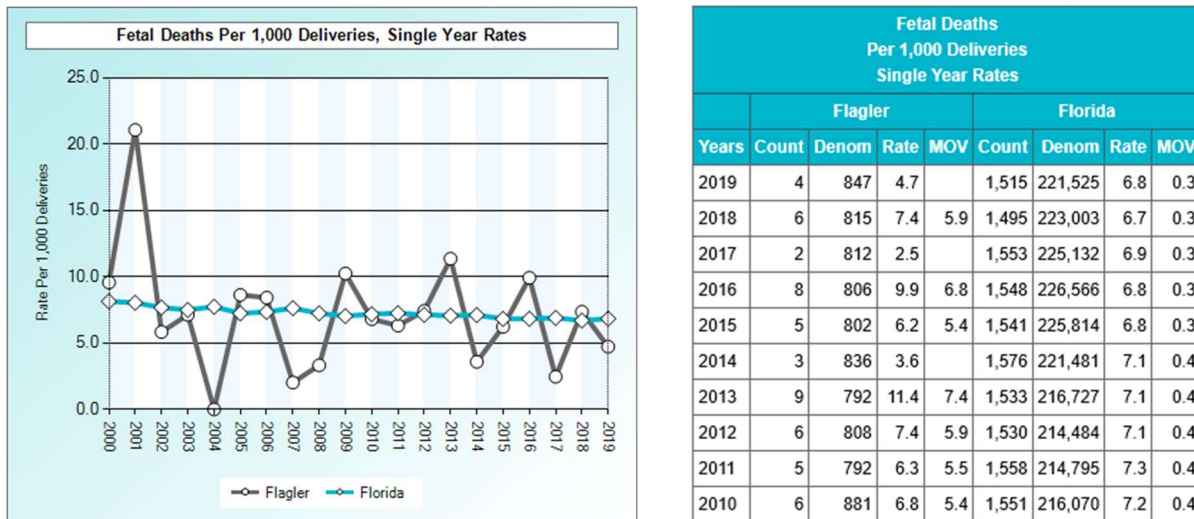 Fetal Deaths Per 1,000 Deliveries, Single Year Rates
25.0
20.0
15.0
10.0
5.0
0.0
Rate Per 1,000 Deliveries
2000 2001 2002 2003 2004 2005 2006 2007 2008 2009 2010 2011 2012 2013 2014 2015 2016 2017 2018 2019
Flagler Florida
Fetal Deaths
Per 1,000 Deliveries
Single Year Rates
Flagler Florida
Years Count Denom Rate MOV Count Denom Rate MOV
2019 4 847 4.7 1,515 221,525 6.8 0.3
2018 6 815 7.4 5.9 1,495 223,003 6.7 0.3
2017 2 812 2.5 1,553 225,132 6.9 0.3
2016 8 806 9.9 6.8 1,548 226,566 6.8 0.3
2015 5 802 6.2 5.4 1,541 225,814 6.8 0.3
2014 3 836 3.6 1,576 221,481 7.1 0.4
2013 9 792 11.4 7.4 1,533 216,727 7.1 0.4
2012 6 808 7.4 5.9 1,530 214,484 7.1 0.4
2011 5 792 6.3 5.5 1,558 214,795 7.3 0.4
2010 6 881 6.8 5.4 1,551 216,070 7.2 0.4